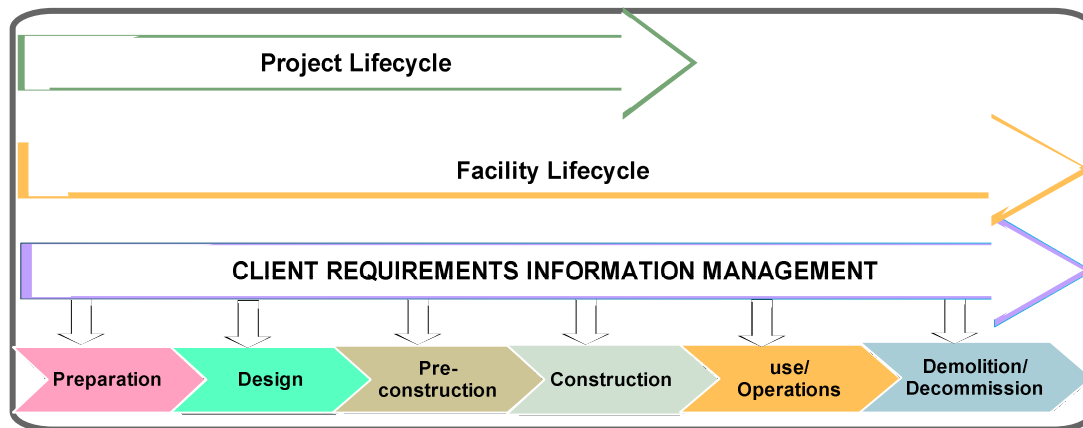 Project Lifecycle
Facility Lifecycle
CLIENT REQUIREMENTS INFORMATION MANAGEMENT
Preparation
Design
Pre-
construction
Construction
use/
Operations
Demolition/
Decommission